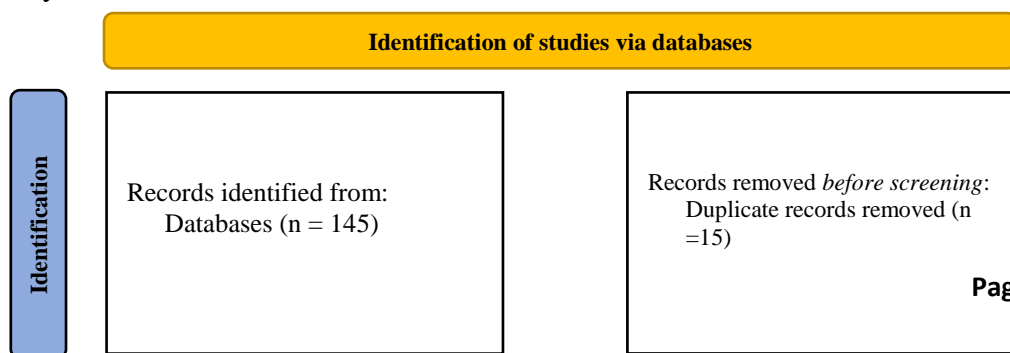 Identification of studies via databases
Identification
Records identified from:
Databases (n = 145)
Records removed before screening:
Duplicate records removed (n
=15)
Pag